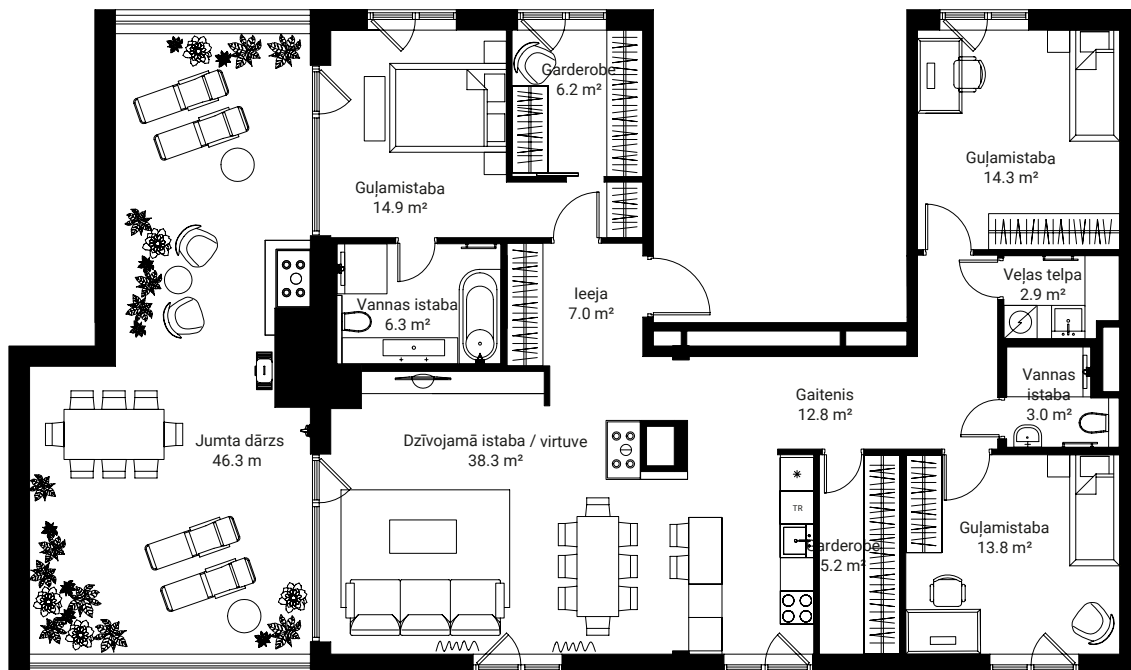 Garderobe
6.2 m²
Guļamistaba
14.3 m²
Guļamistaba
14.9 m²
Veļas telpa
2.9 m²
Ieeja
7.0 m²
Vannas istaba
6.3 m²
Vannas
istaba
3.0 m²
Gaitenis
12.8 m²
Jumta dārzs
46.3 m
Dzīvojamā istaba / virtuve
38.3 m²
TR
Guļamistaba
13.8 m²
Garderobe
5.2 m²